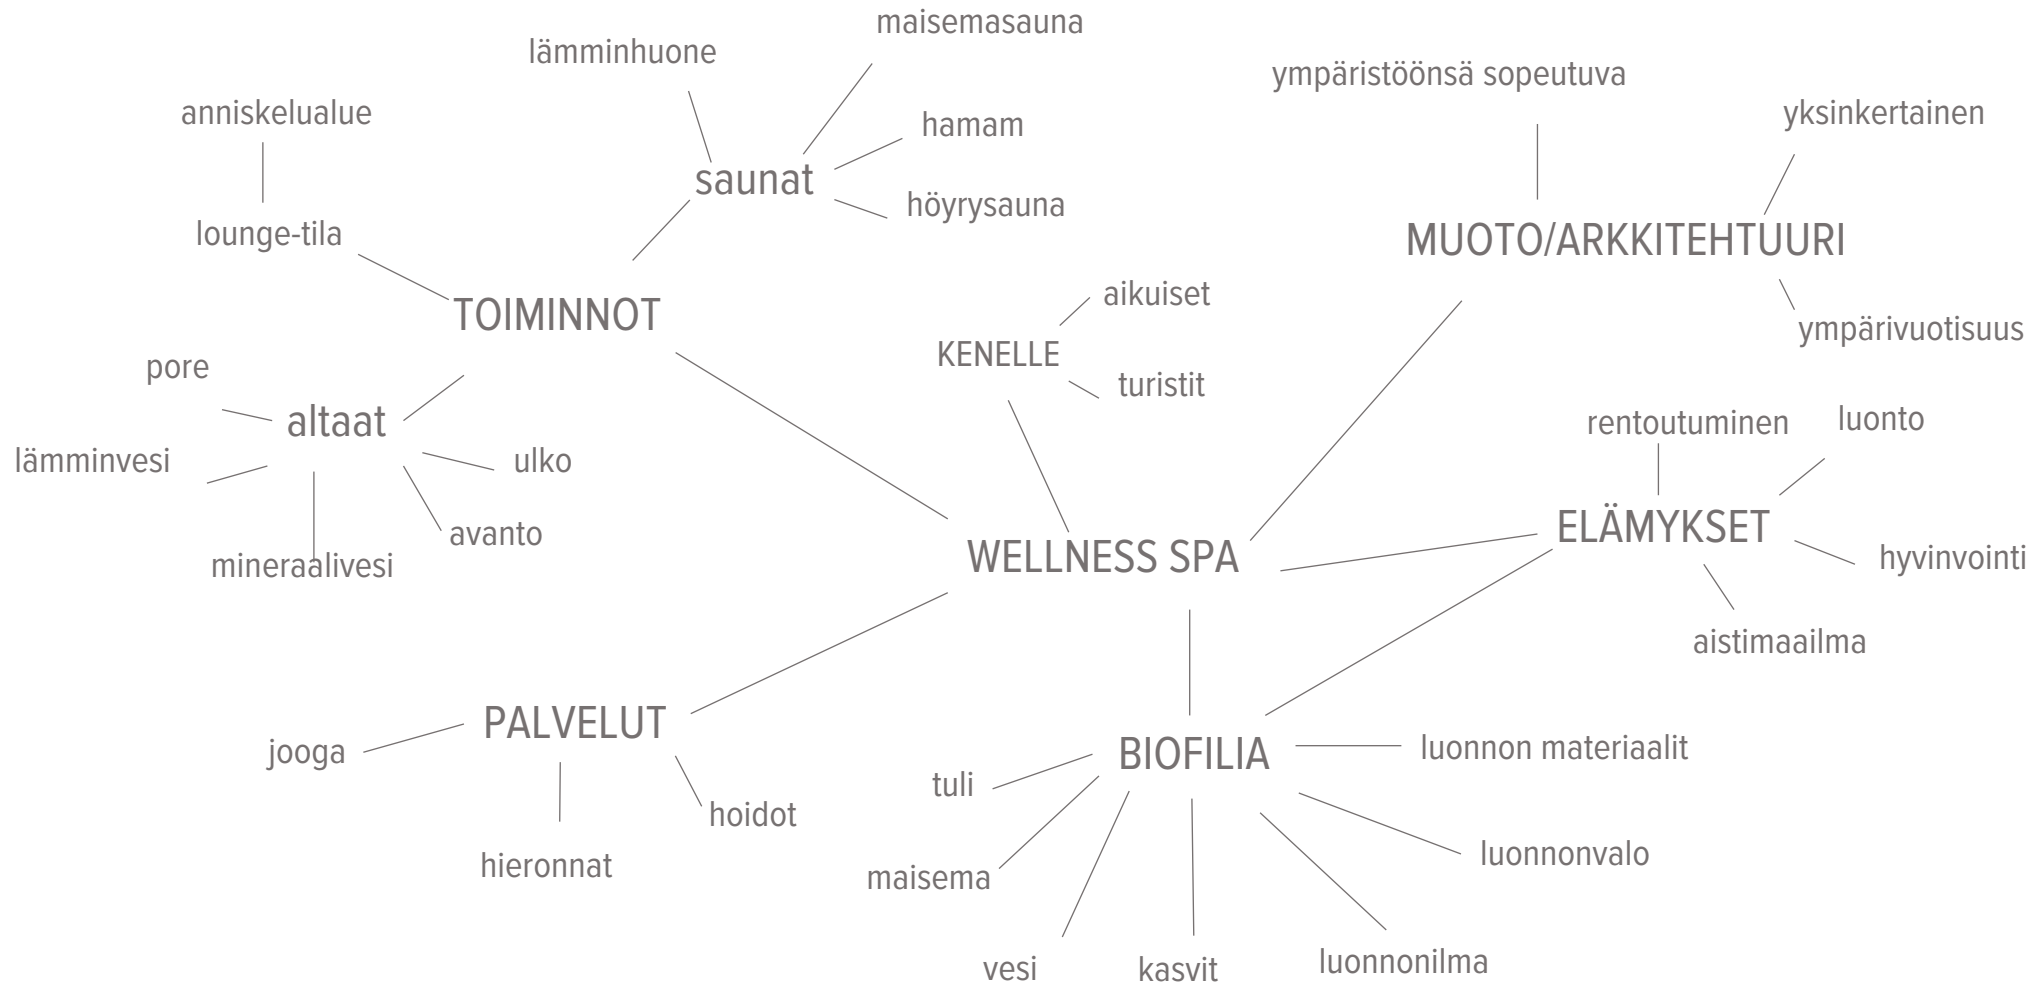 maisemasauna
lämminhuone
ympäristöönsä sopeutuva
anniskelualue
yksinkertainen
hamam
saunat
höyrysauna
lounge-tila
MUOTO/ARKKITEHTUURI
aikuiset
TOIMINNOT
ympärivuotisuus
KENELLE
pore
turistit
altaat
rentoutuminen
luonto
lämminvesi
ulko
avanto
ELÄMYKSET
WELLNESS SPA
hyvinvointi
mineraalivesi
aistimaailma
PALVELUT
jooga
BIOFILIA
luonnon materiaalit
tuli
hoidot
luonnonvalo
hieronnat
maisema
vesi
kasvit
luonnonilma